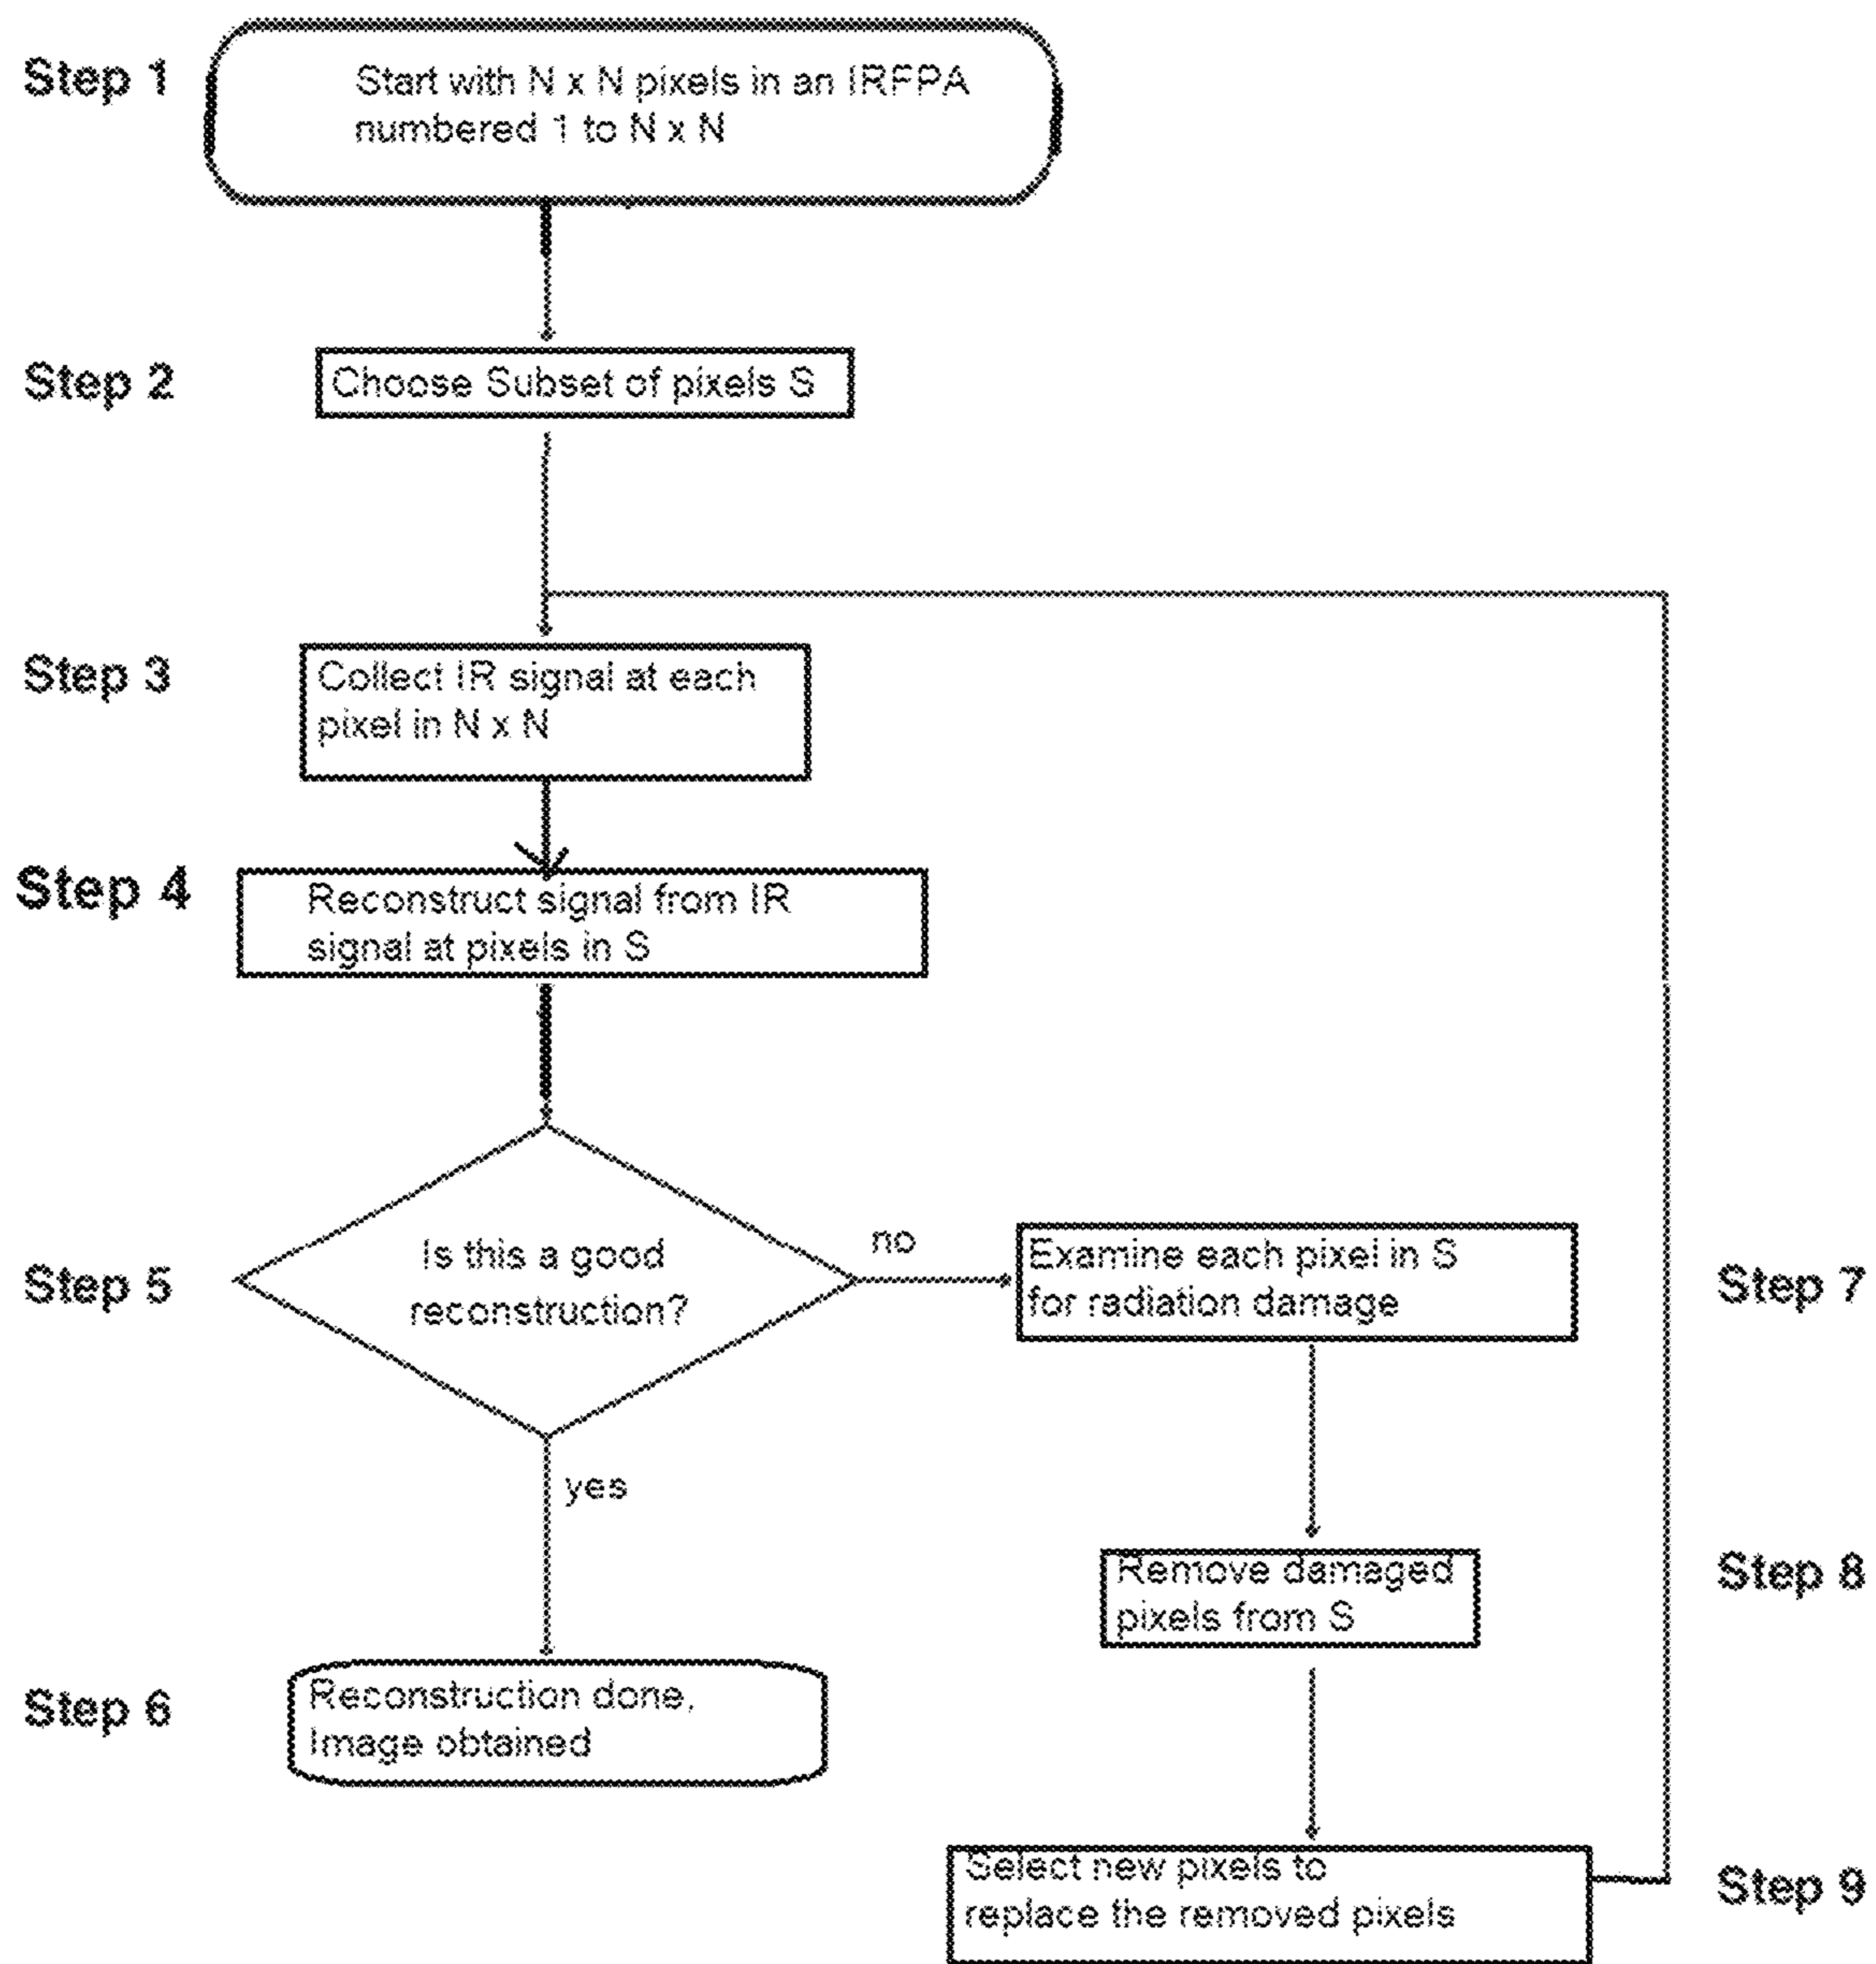 Step 1
Start with N x N pixels in an IRFPA
numbered 1 to N x N
Step 2
Choose Subset of pixels S
Step 3
Collect IR signal at each
pixel in N x N
Step 4
Reconstruct signal from IR
signal at pixels in S
Step 5
Is this a good
reconstruction?
no
yes
Step 6
Reconstruction done,
Image obtained
Examine each pixel in S
for radiation damage
Step 7
Remove damaged
pixels from S
Step 8
Select new pixels to
replace the removed pixels
Step 9